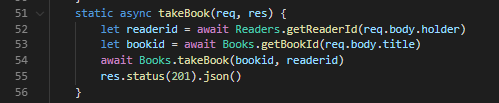 51 static async takeBook(req, res) {
52 let readerid = await Readers.getReaderId(req.body.holder)
53 let bookid = await Books.getBookId(req.body.title)
54 await Books.takeBook(bookid, readerid)
55 res.status(201).json()
56 }